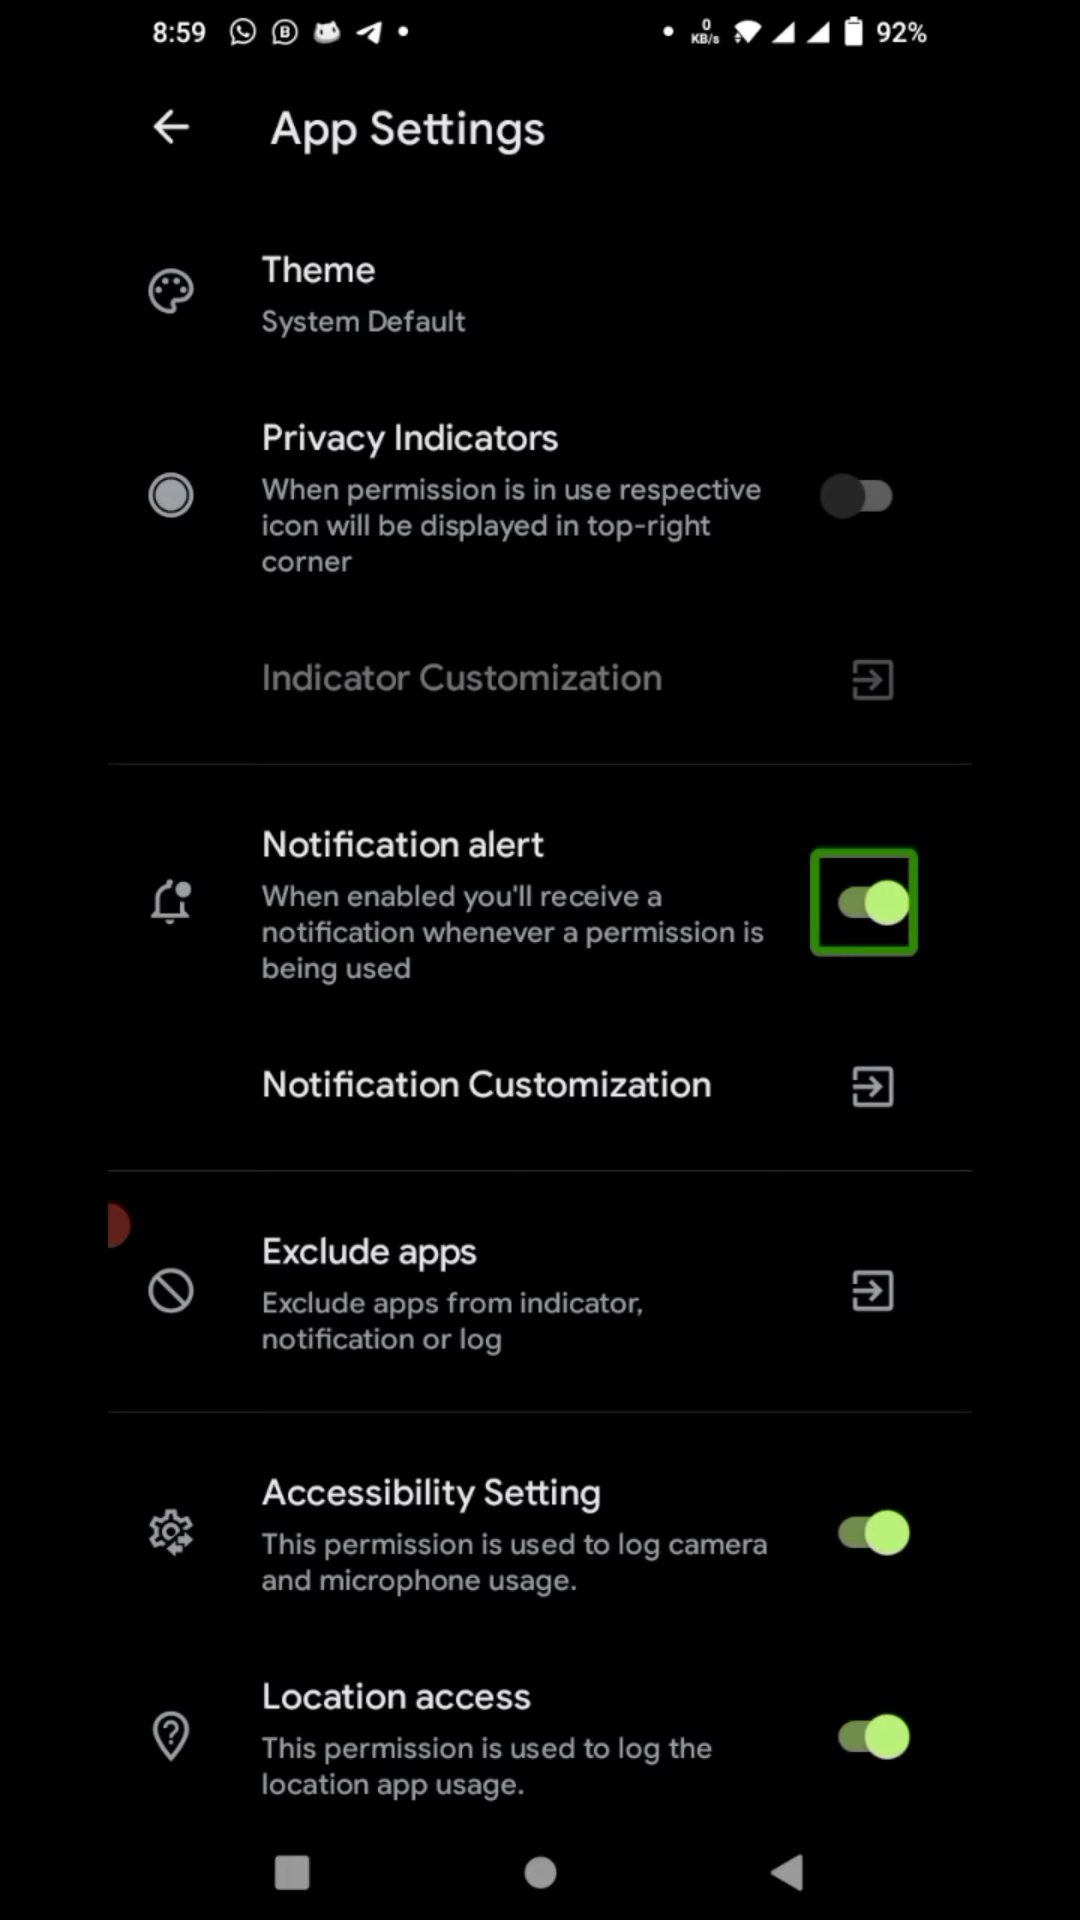 8:59
0
KB/s
92%
App Settings
Theme
System Default
Privacy Indicators
When permission is in use respective
icon will be displayed in top-right
corner
Indicator Customization
Notification alert
When enabled you'll receive a
notification whenever a permission is
being used
Notification Customization
Exclude apps
Exclude apps from indicator,
notification or log
Accessibility Setting
This permission is used to log camera
and microphone usage.
Location access
This permission is used to log the
location app usage.